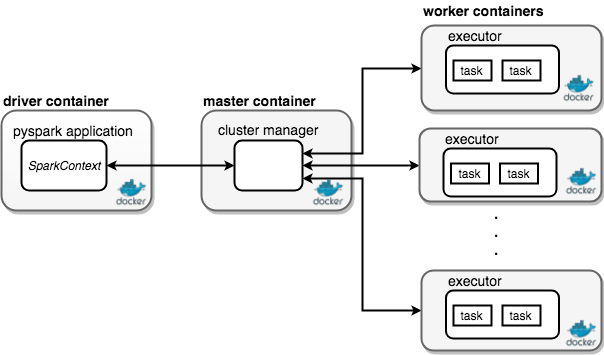 worker containers
executor
task task
docker
driver container
pyspark application
SparkContext
docker
master container
cluster manager
docker
executor
task task
docker
executor
task task
docker